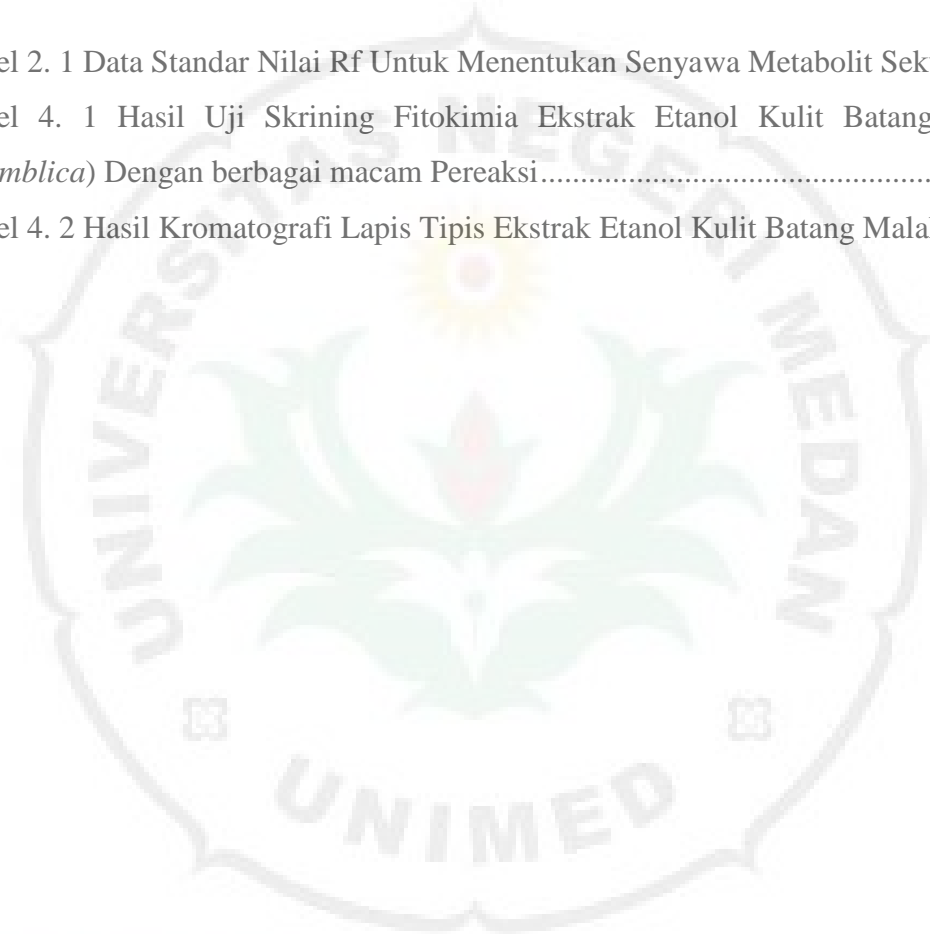 el 2. 1 Data Standar Nilai Rf Untuk Menentukan Senyawa Metabolit Sek
el 4. 1 Hasil Uji Skrining Fitokimia Ekstrak Etanol Kulit Batang
mblica) Dengan berbagai macam Pereaksi....................................................
el 4. 2 Hasil Kromatografi Lapis Tipis Ekstrak Etanol Kulit Batang Mala
UNIVERSITAS NEGERI MEDAN
UNIMED